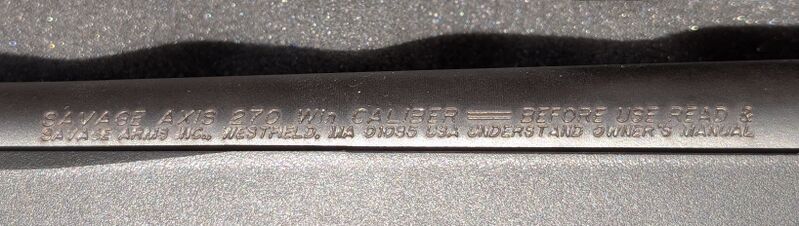 SAVAGE AXIS 270 Win CALIBER == BEFORE USE READ &
SAVAGE ARMS INC., WESTFIELD, MA 01085 USA UNDERSTAND OWNER'S MANUAL